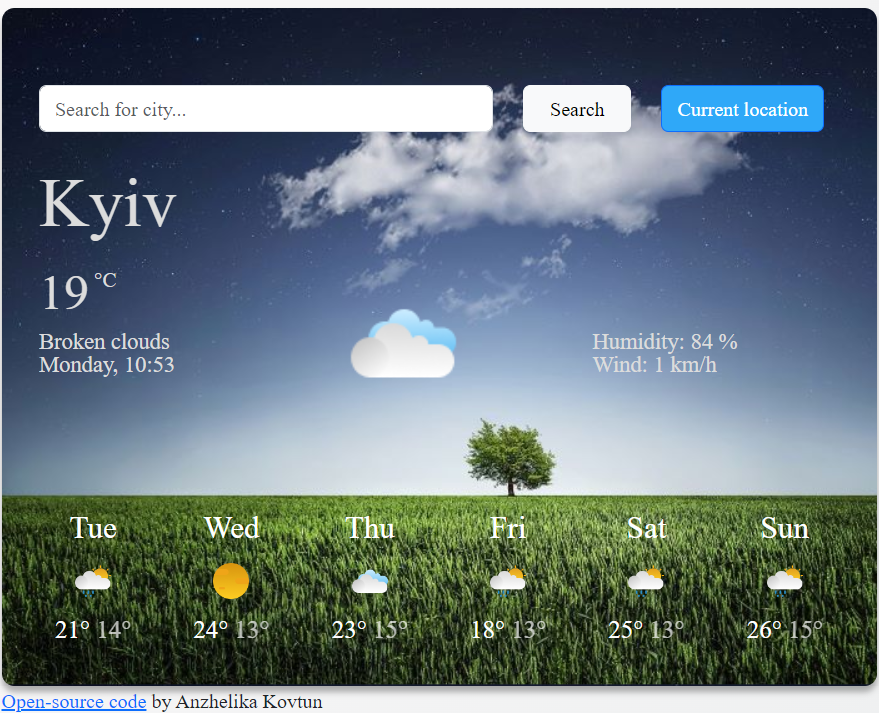 Search for city...
Search
Current location
Kyiv
19 °C
Broken clouds
Monday, 10:53
Humidity: 84 %
Wind: 1 km/h
Tue Wed Thu Fri Sat Sun
21° 14° 24° 13° 23° 15° 18° 13° 25° 13° 26° 15°
Open-source code by Anzhelika Kovtun